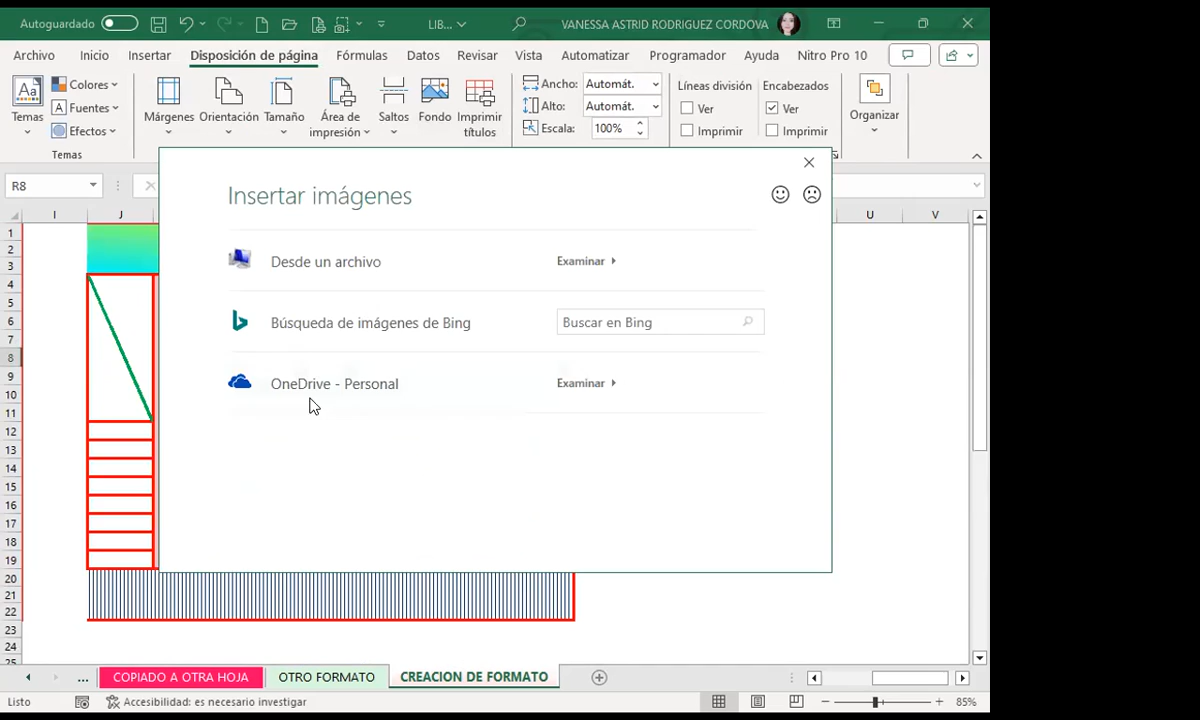 Autoguardado LIB... VANESSA ASTRID RODRIGUEZ CORDOVA
Archivo Inicio Insertar Disposición de página Fórmulas Datos Revisar Vista Automatizar Programador Ayuda Nitro Pro 10
Aa Colores Ancho: Automát. Líneas división Encabezados
A Fuentes Alto: Automát. Ver Ver
Temas Efectos Márgenes Orientación Tamaño Área de impresión Saltos Fondo Imprimir títulos Escala: 100% Imprimir Imprimir Organizar
Temas
R8
Insertar imágenes
I J U V
Desde un archivo Examinar
Búsqueda de imágenes de Bing Buscar en Bing
OneDrive - Personal Examinar
1
2
3
4
5
6
7
8
9
10
11
12
13
14
15
16
17
18
19
20
21
22
23
24
25
... COPIADO A OTRA HOJA OTRO FORMATO CREACION DE FORMATO
Listo Accesibilidad: es necesario investigar 85%